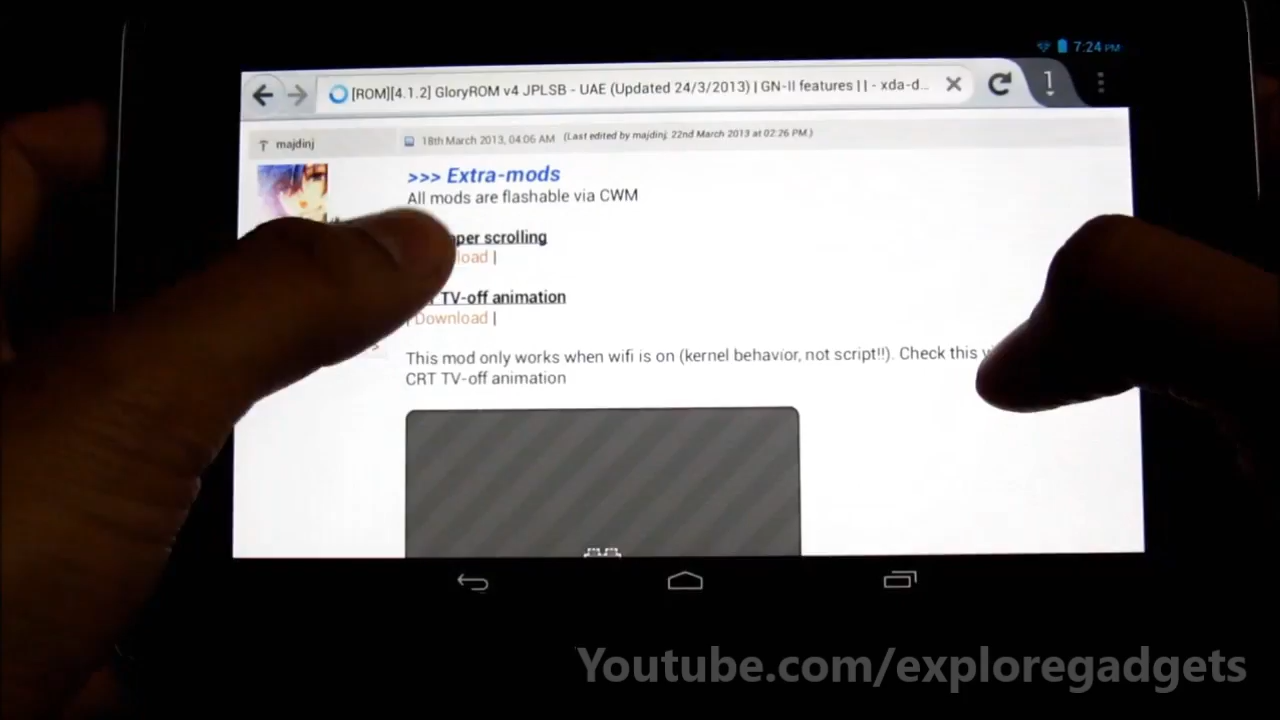 7:24 PM
[ROM][4.1.2] GloryROM v4 JPLSB - UAE (Updated 24/3/2013) | GN-II features | | - xda-d...
1
majdinj
18th March 2013, 04:06 AM (Last edited by majdinj; 22nd March 2013 at 02:26 PM.)
>>> Extra-mods
All mods are flashable via CWM
per scrolling
load |
TV-off animation
| Download |
This mod only works when wifi is on (kernel behavior, not script!!). Check this
CRT TV-off animation
Youtube.com/exploregadgets